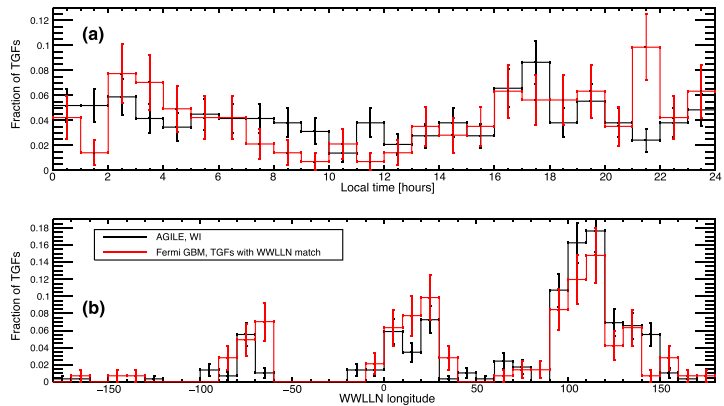 0.12
0.1
0.08
0.06
0.04
0.02
0
Fraction of TGFs
(a)
0 2 4 6 8 10 12 14 16 18 20 22 24
Local time [hours]
0.18
0.16
0.14
0.12
0.1
0.08
0.06
0.04
0.02
0
Fraction of TGFs
AGILE, WI
Fermi GBM, TGFs with WWLLN match
(b)
−150 −100 −50 0 50 100 150
WWLLN longitude